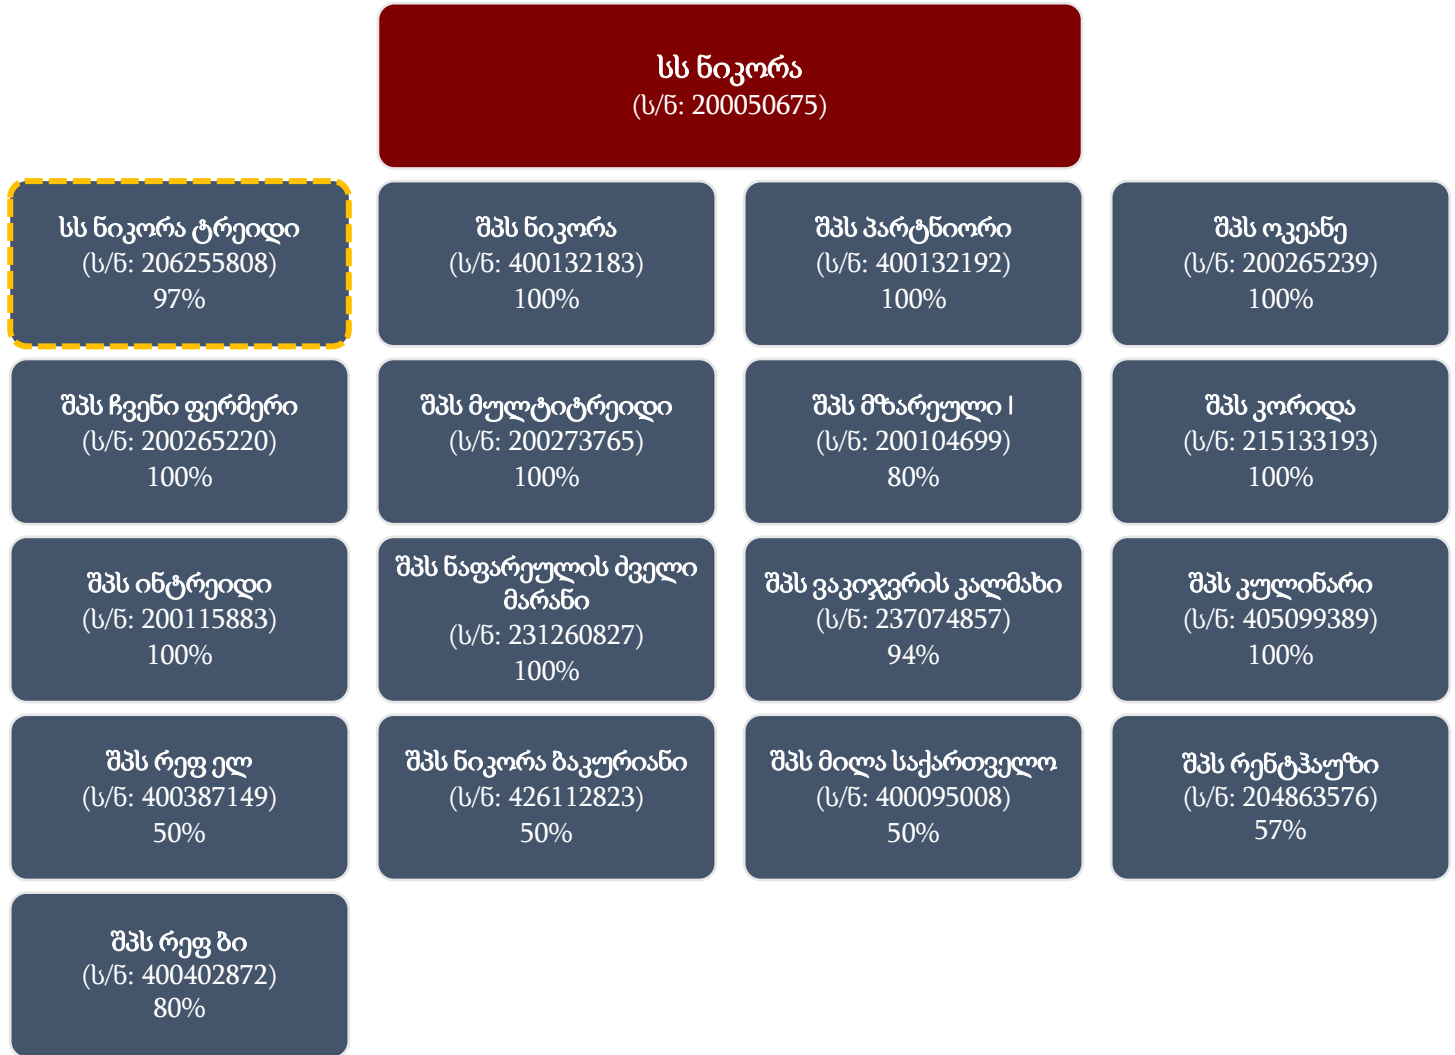 სს ნიკორა
(ს/ნ: 200050675)
სს ნიკორა ტრეიდი
(ს/ნ: 206255808)
97%
შპს ნიკორა
(ს/ნ: 400132183)
100%
შპს პარტნიორი
(ს/ნ: 400132192)
100%
შპს ოკეანე
(ს/ნ: 200265239)
100%
შპს ჩვენი ფერმერი
(ს/ნ: 200265220)
100%
შპს მულტიტრეიდი
(ს/ნ: 200273765)
100%
შპს მზარეული I
(ს/ნ: 200104699)
80%
შპს კორიდა
(ს/ნ: 215133193)
100%
შპს ინტრეიდი
(ს/ნ: 200115883)
100%
შპს ნაფარეულის ძველი
მარანი
(ს/ნ: 231260827)
100%
შპს ვაკიჯვრის კალმახი
(ს/ნ: 237074857)
94%
შპს კულინარი
(ს/ნ: 405099389)
100%
შპს რეფ ელ
(ს/ნ: 400387149)
50%
შპს ნიკორა ბაკურიანი
(ს/ნ: 426112823)
50%
შპს მილა საქართველო
(ს/ნ: 400095008)
50%
შპს რენტჰაუზი
(ს/ნ: 204863576)
57%
შპს რეფ ბი
(ს/ნ: 400402872)
80%